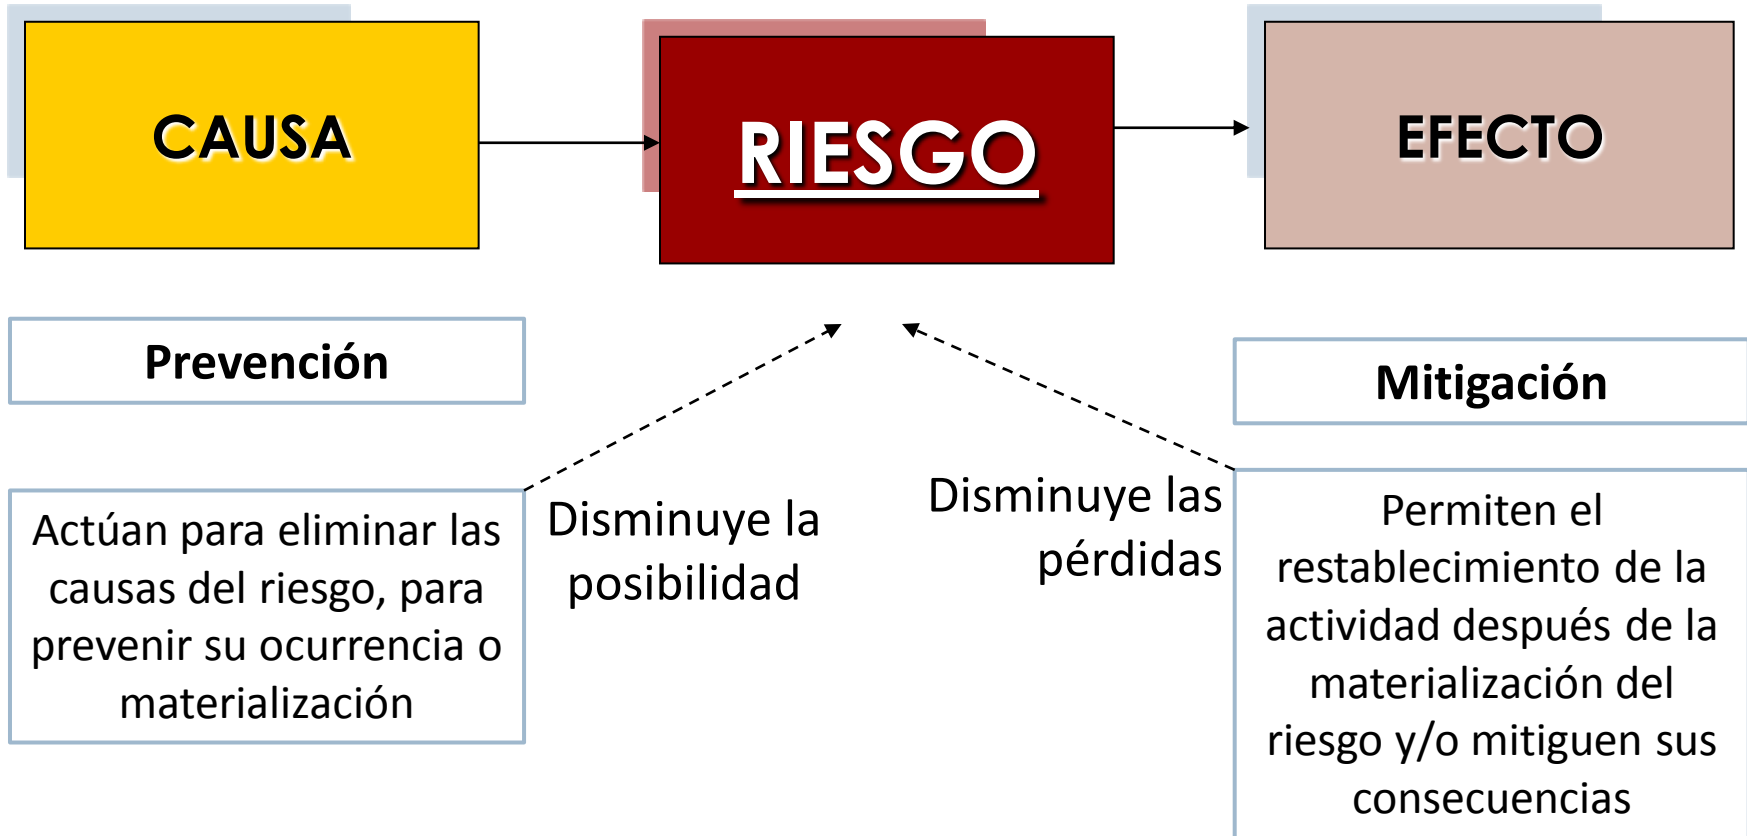 CAUSA
RIESGO
EFECTO
Prevención
Mitigación
Actúan para eliminar las
causas del riesgo, para
prevenir su ocurrencia o
materialización
Disminuye la
posibilidad
Disminuye las
pérdidas
Permiten el
restablecimiento de la
actividad después de la
materialización del
riesgo y/o mitiguen sus
consecuencias